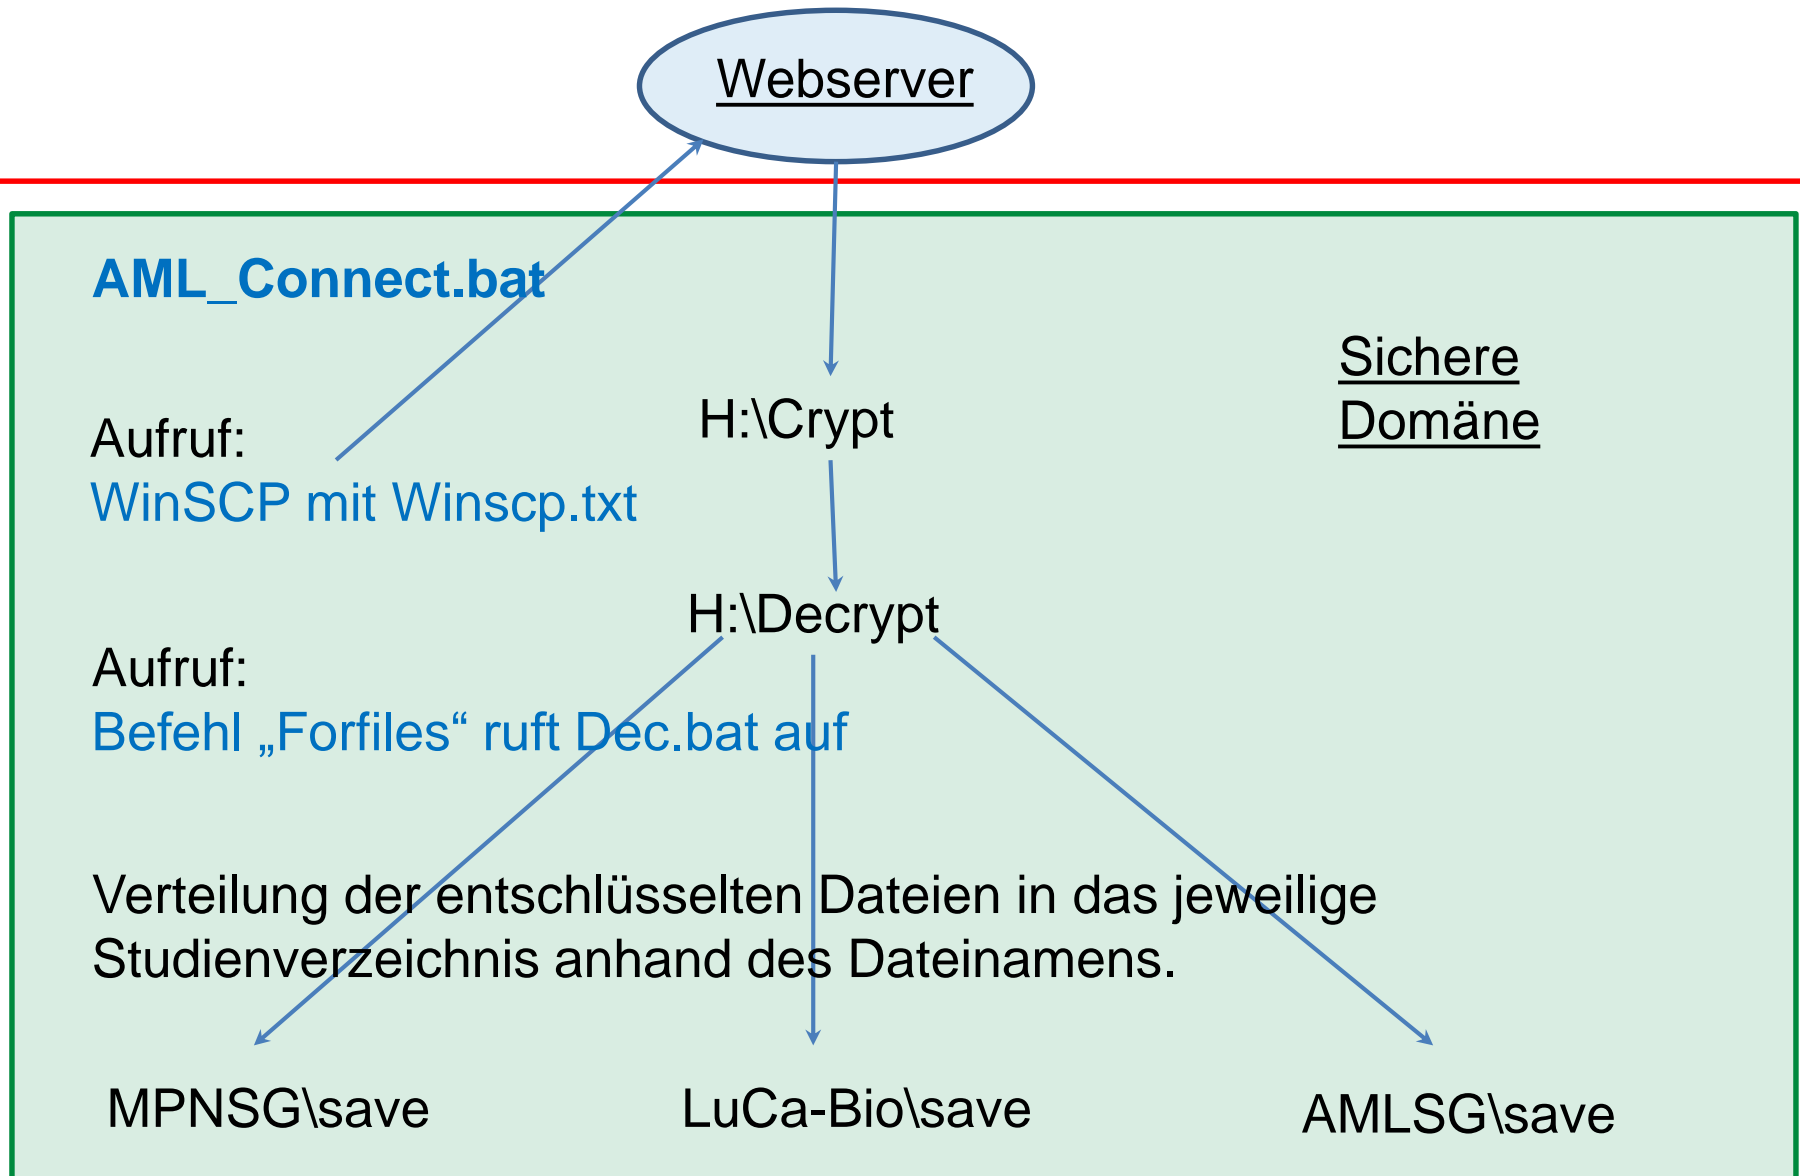 Webserver
AML_Connect.bat
Sichere
Domäne
H:\Crypt
Aufruf:
WinSCP mit Winscp.txt
H:\Decrypt
Aufruf:
Befehl „Forfiles“ ruft Dec.bat auf
Verteilung der entschlüsselten Dateien in das jeweilige
Studienverzeichnis anhand des Dateinamens.
MPNSG\save
LuCa-Bio\save
AMLSG\save